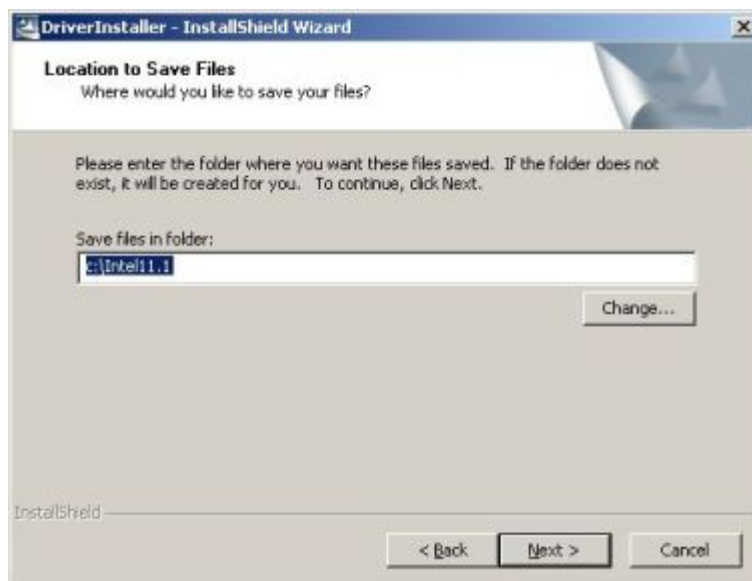 DriverInstaller - InstallShield Wizard
Location to Save Files
Where would you like to save your files?
Please enter the folder where you want these files saved. If the folder does not
exist, it will be created for you. To continue, click Next.
Save files in folder:
c:\Intel11.1
Change...
InstallShield
< Back Next > Cancel